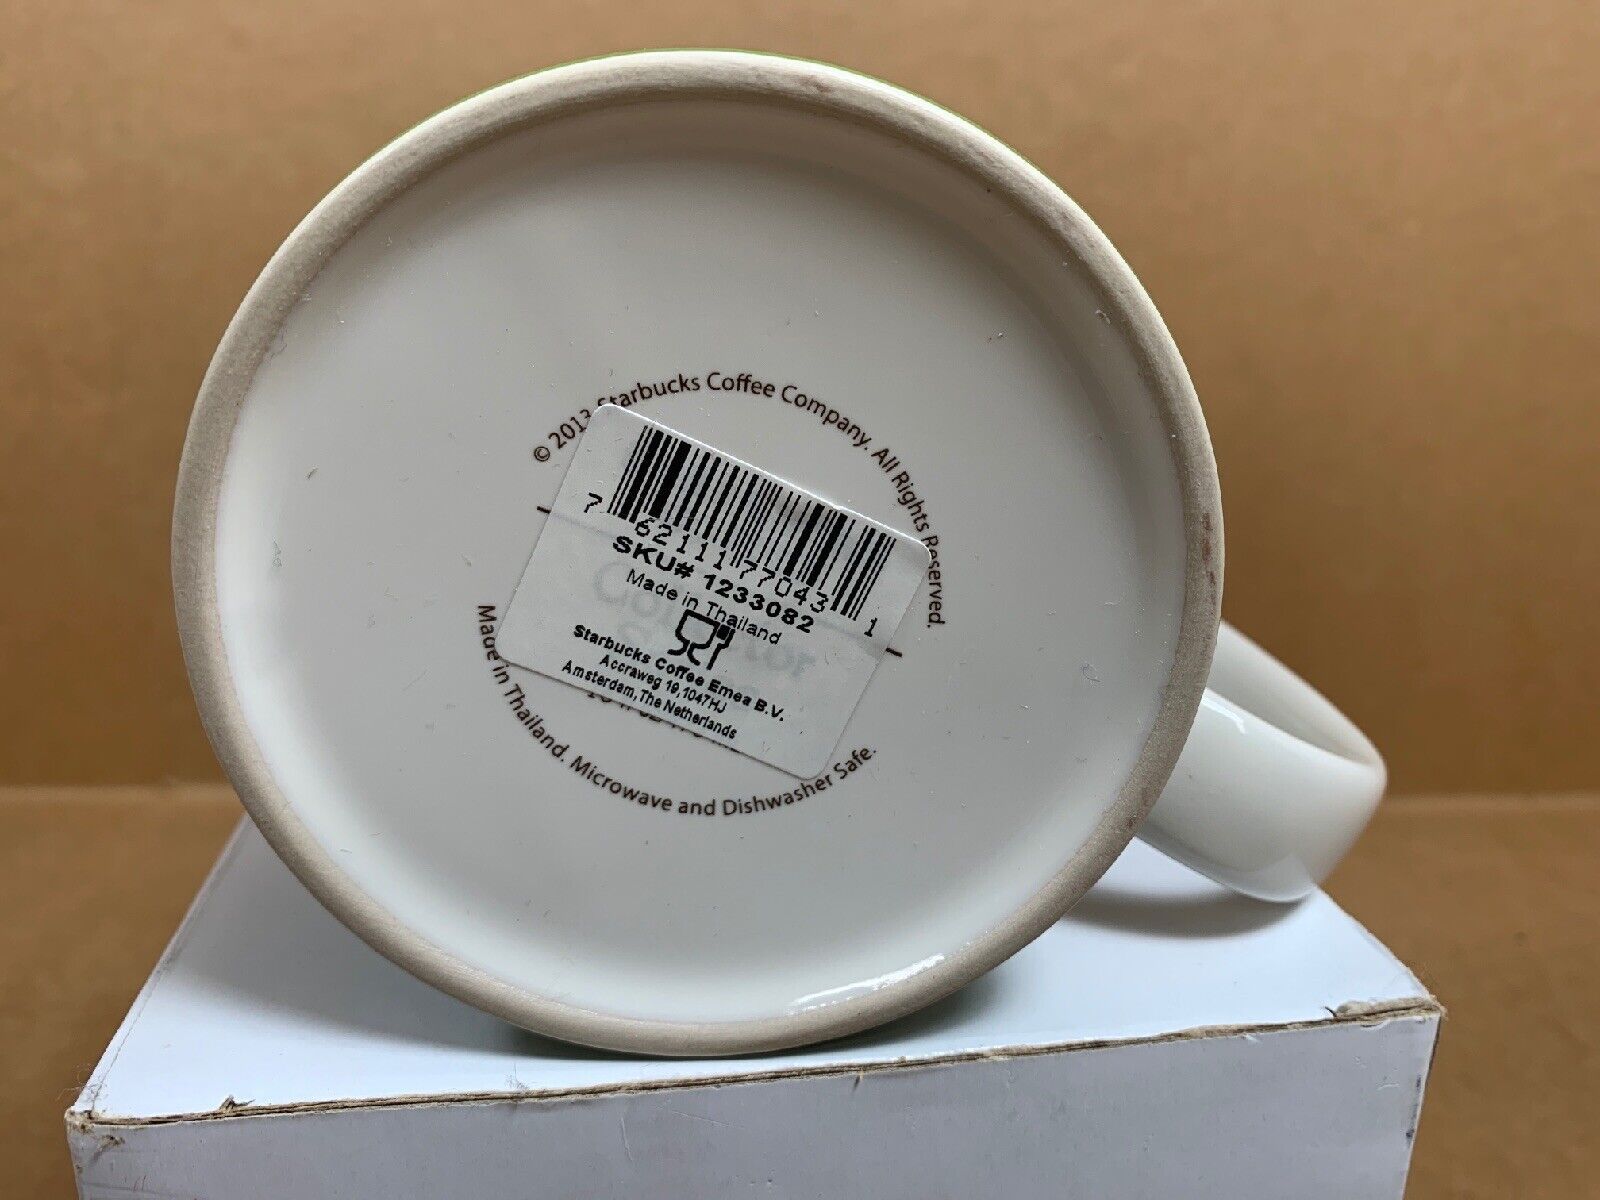 © 2013 Starbucks Coffee Company. All Rights Reserved.
7 62111 77043 1
SKU# 1233082
Made in Thailand
Starbucks Coffee Emea B.V.
Accraweg 19,1047HJ
Amsterdam, The Netherlands
Made in Thailand. Microwave and Dishwasher Safe.